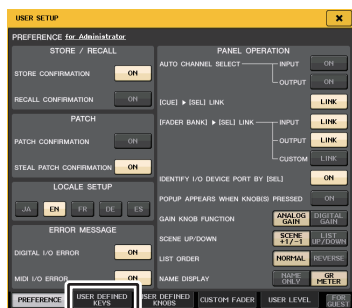 USER SETUP
PREFERENCE for Administrator
STORE / RECALL
STORE CONFIRMATION ON
RECALL CONFIRMATION ON
PATCH
PATCH CONFIRMATION ON
STEAL PATCH CONFIRMATION ON
LOCALE SETUP
JA EN FR DE ES
ERROR MESSAGE
DIGITAL I/O ERROR ON
MIDI I/O ERROR ON
PANEL OPERATION
AUTO CHANNEL SELECT INPUT ON
OUTPUT ON
[CUE] ▶ [SEL] LINK LINK
[FADER BANK] ▶ [SEL] LINK INPUT LINK
OUTPUT LINK
CUSTOM LINK
IDENTIFY I/O DEVICE PORT BY [SEL] ON
POPUP APPEARS WHEN KNOB(S) PRESSED ON
GAIN KNOB FUNCTION ANALOG GAIN DIGITAL GAIN
SCENE UP/DOWN SCENE +1/-1 LIST UP/DOWN
LIST ORDER NORMAL REVERSE
NAME DISPLAY NAME ONLY GR METER
PREFERENCE USER DEFINED KEYS USER DEFINED KNOBS CUSTOM FADER USER LEVEL FOR GUEST